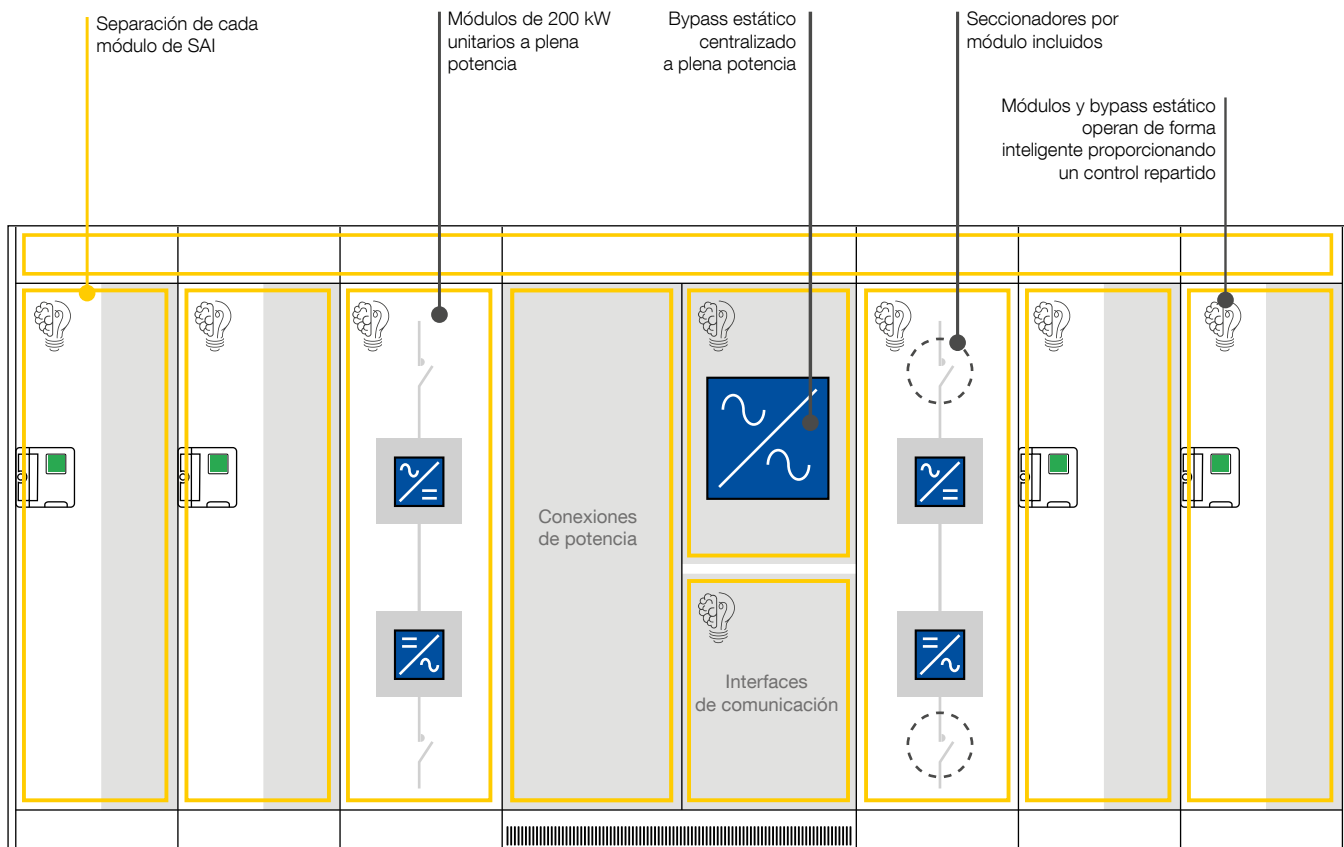 Separación de cada
módulo de SAI
Módulos de 200 kW
unitarios a plena
potencia
Bypass estático
centralizado
a plena potencia
Seccionadores por
módulo incluidos
Módulos y bypass estático
operan de forma
inteligente proporcionando
un control repartido
Conexiones
de potencia
Interfaces
de comunicación